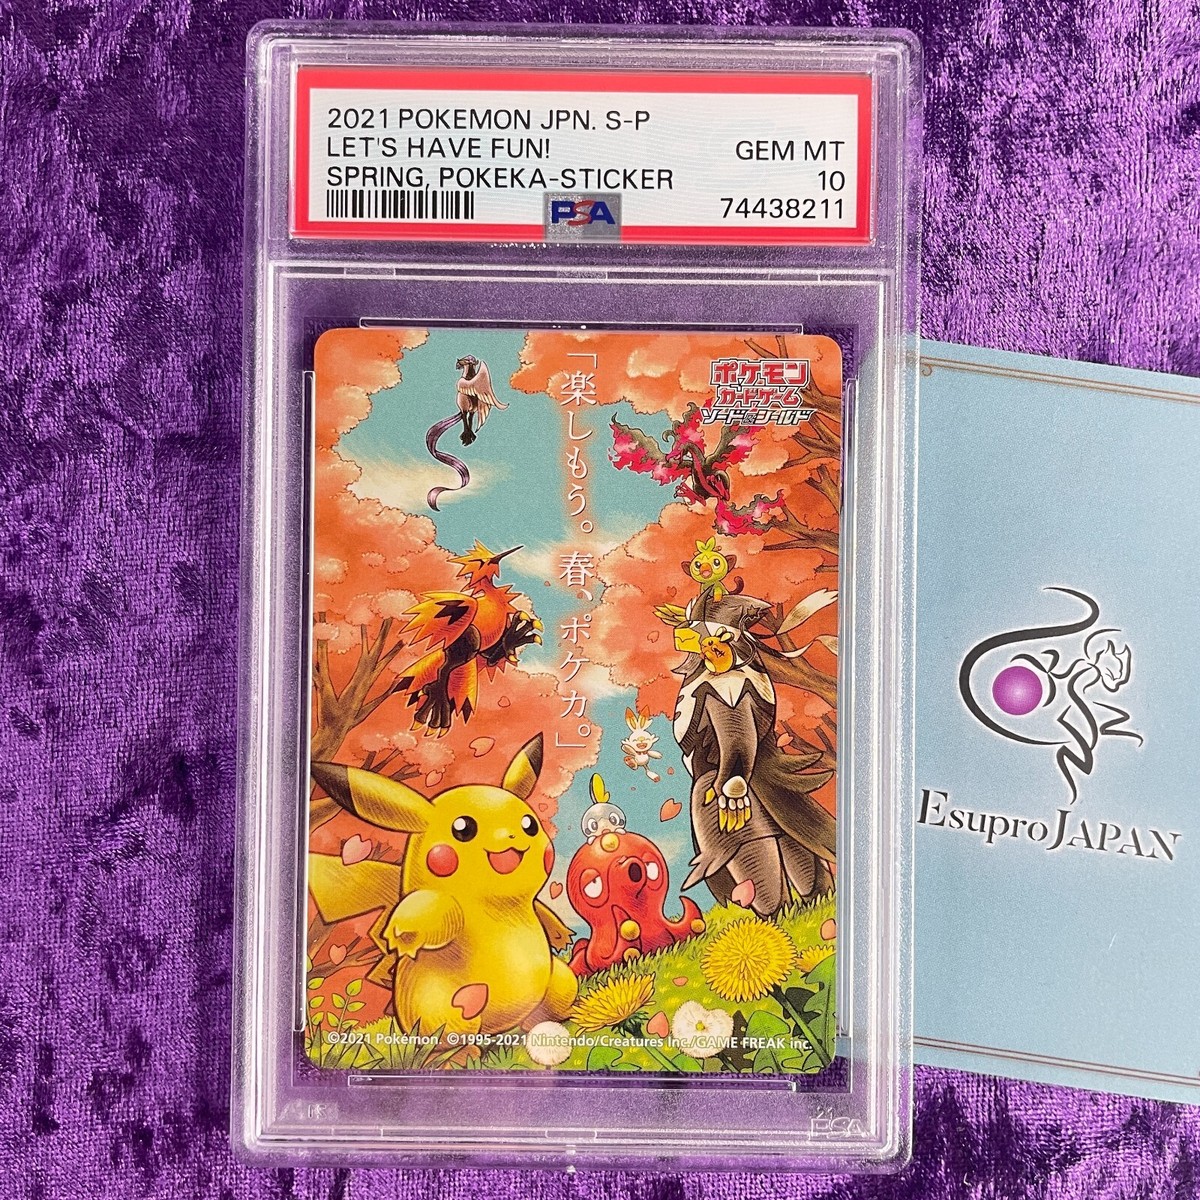 2021 POKEMON JPN. S-P
LET'S HAVE FUN!
GEM MT
SPRING, POKEKA-STICKER
10
PSA
74438211
ポケモン
カードゲーム
ソード&シールド
「楽しもう。春、ポケカ。」
EsuproJAPAN
©2021 Pokémon. ©1995-2021 Nintendo/Creatures Inc./GAME FREAK inc.
PSA